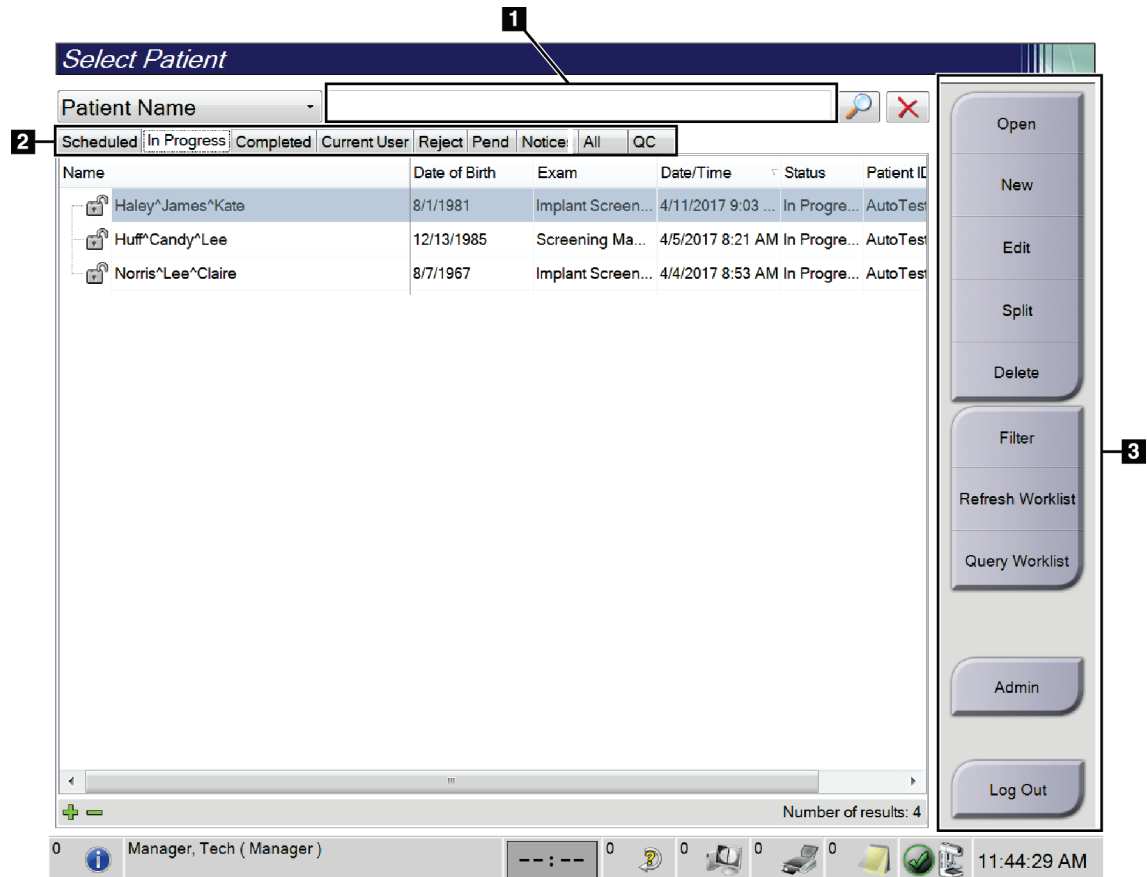 1
Select Patient
Patient Name
2
Scheduled In Progress Completed Current User Reject Pend Notice: All QC
Name Date of Birth Exam Date/Time Status Patient ID
Haley^James^Kate 8/1/1981 Implant Screen... 4/11/2017 9:03 ... In Progre... AutoTest
Huff^Candy^Lee 12/13/1985 Screening Ma... 4/5/2017 8:21 AM In Progre... AutoTest
Norris^Lee^Claire 8/7/1967 Implant Screen... 4/4/2017 8:53 AM In Progre... AutoTest
Number of results: 4
Open
New
Edit
Split
Delete
Filter
3
Refresh Worklist
Query Worklist
Admin
Log Out
0 Manager, Tech ( Manager ) --:-- 0 0 0 0 11:44:29 AM